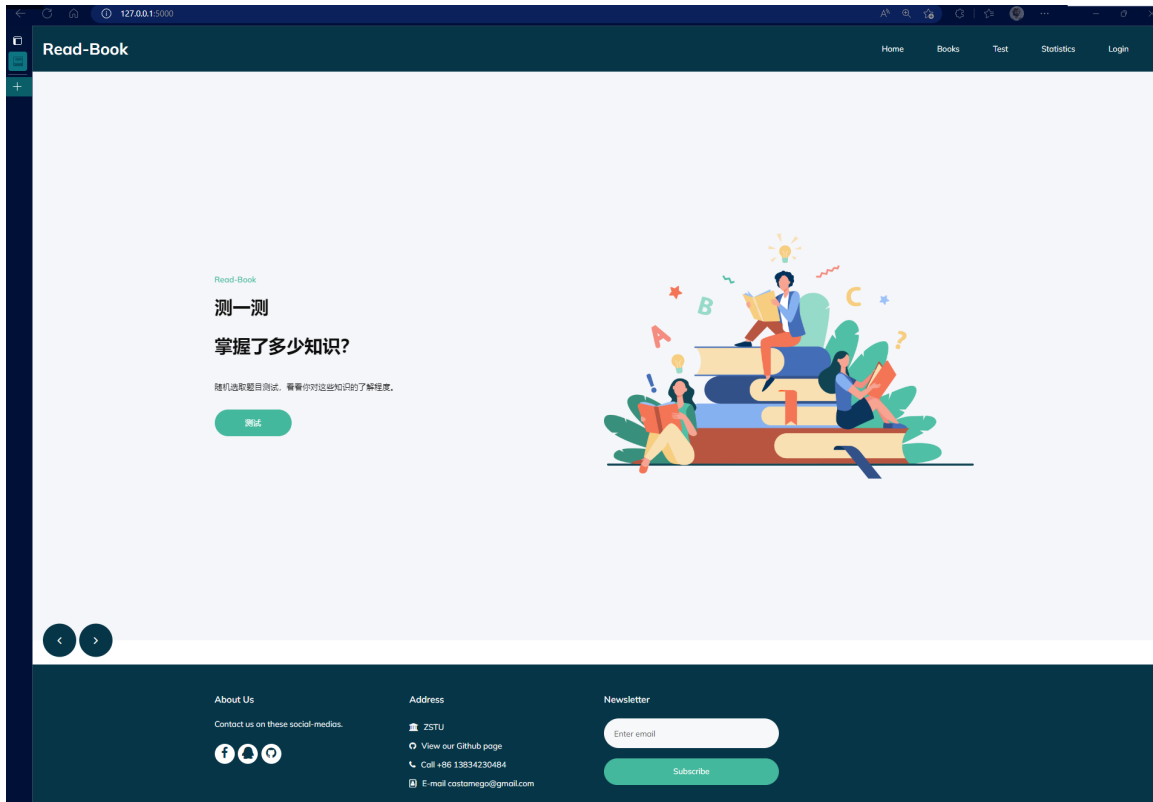 127.0.0.1:5000
Read-Book
Home
Books
Test
Statistics
Login
Read-Book
测一测
掌握了多少知识?
随机选取题目测试，看看你对这些知识的了解程度。
测试
A
B
C
!
?
About Us
Contact us on these social-medias.
Address
ZSTU
View our Github page
Call +86 13834230484
E-mail castamego@gmail.com
Newsletter
Enter email
Subscribe